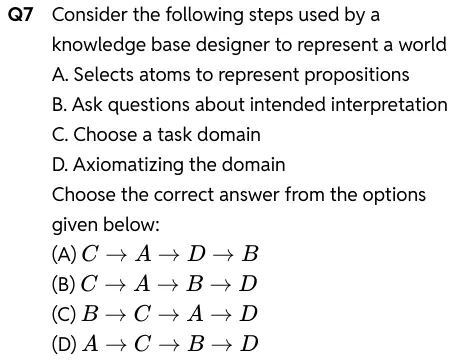 Q7 Consider the following steps used by a
knowledge base designer to represent a world
A. Selects atoms to represent propositions
B. Ask questions about intended interpretation
C. Choose a task domain
D. Axiomatizing the domain
Choose the correct answer from the options
given below:
(A) C → A → D → B
(B) C → A → B → D
(C) B → C → A → D
(D) A → C → B → D